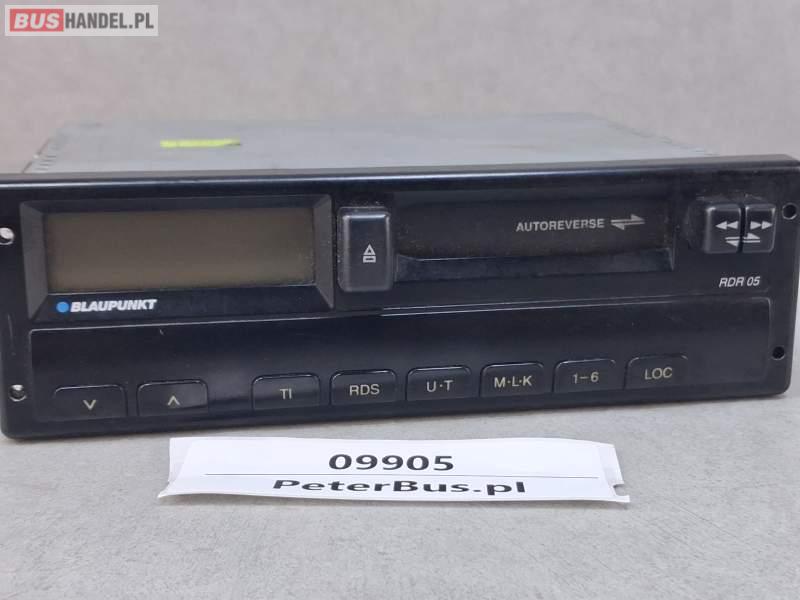 BUSHANDEL.PL
AUTOREVERSE
RDR 05
BLAUPUNKT
TI RDS U·T M·L·K 1-6 LOC
09905
PeterBus.pl